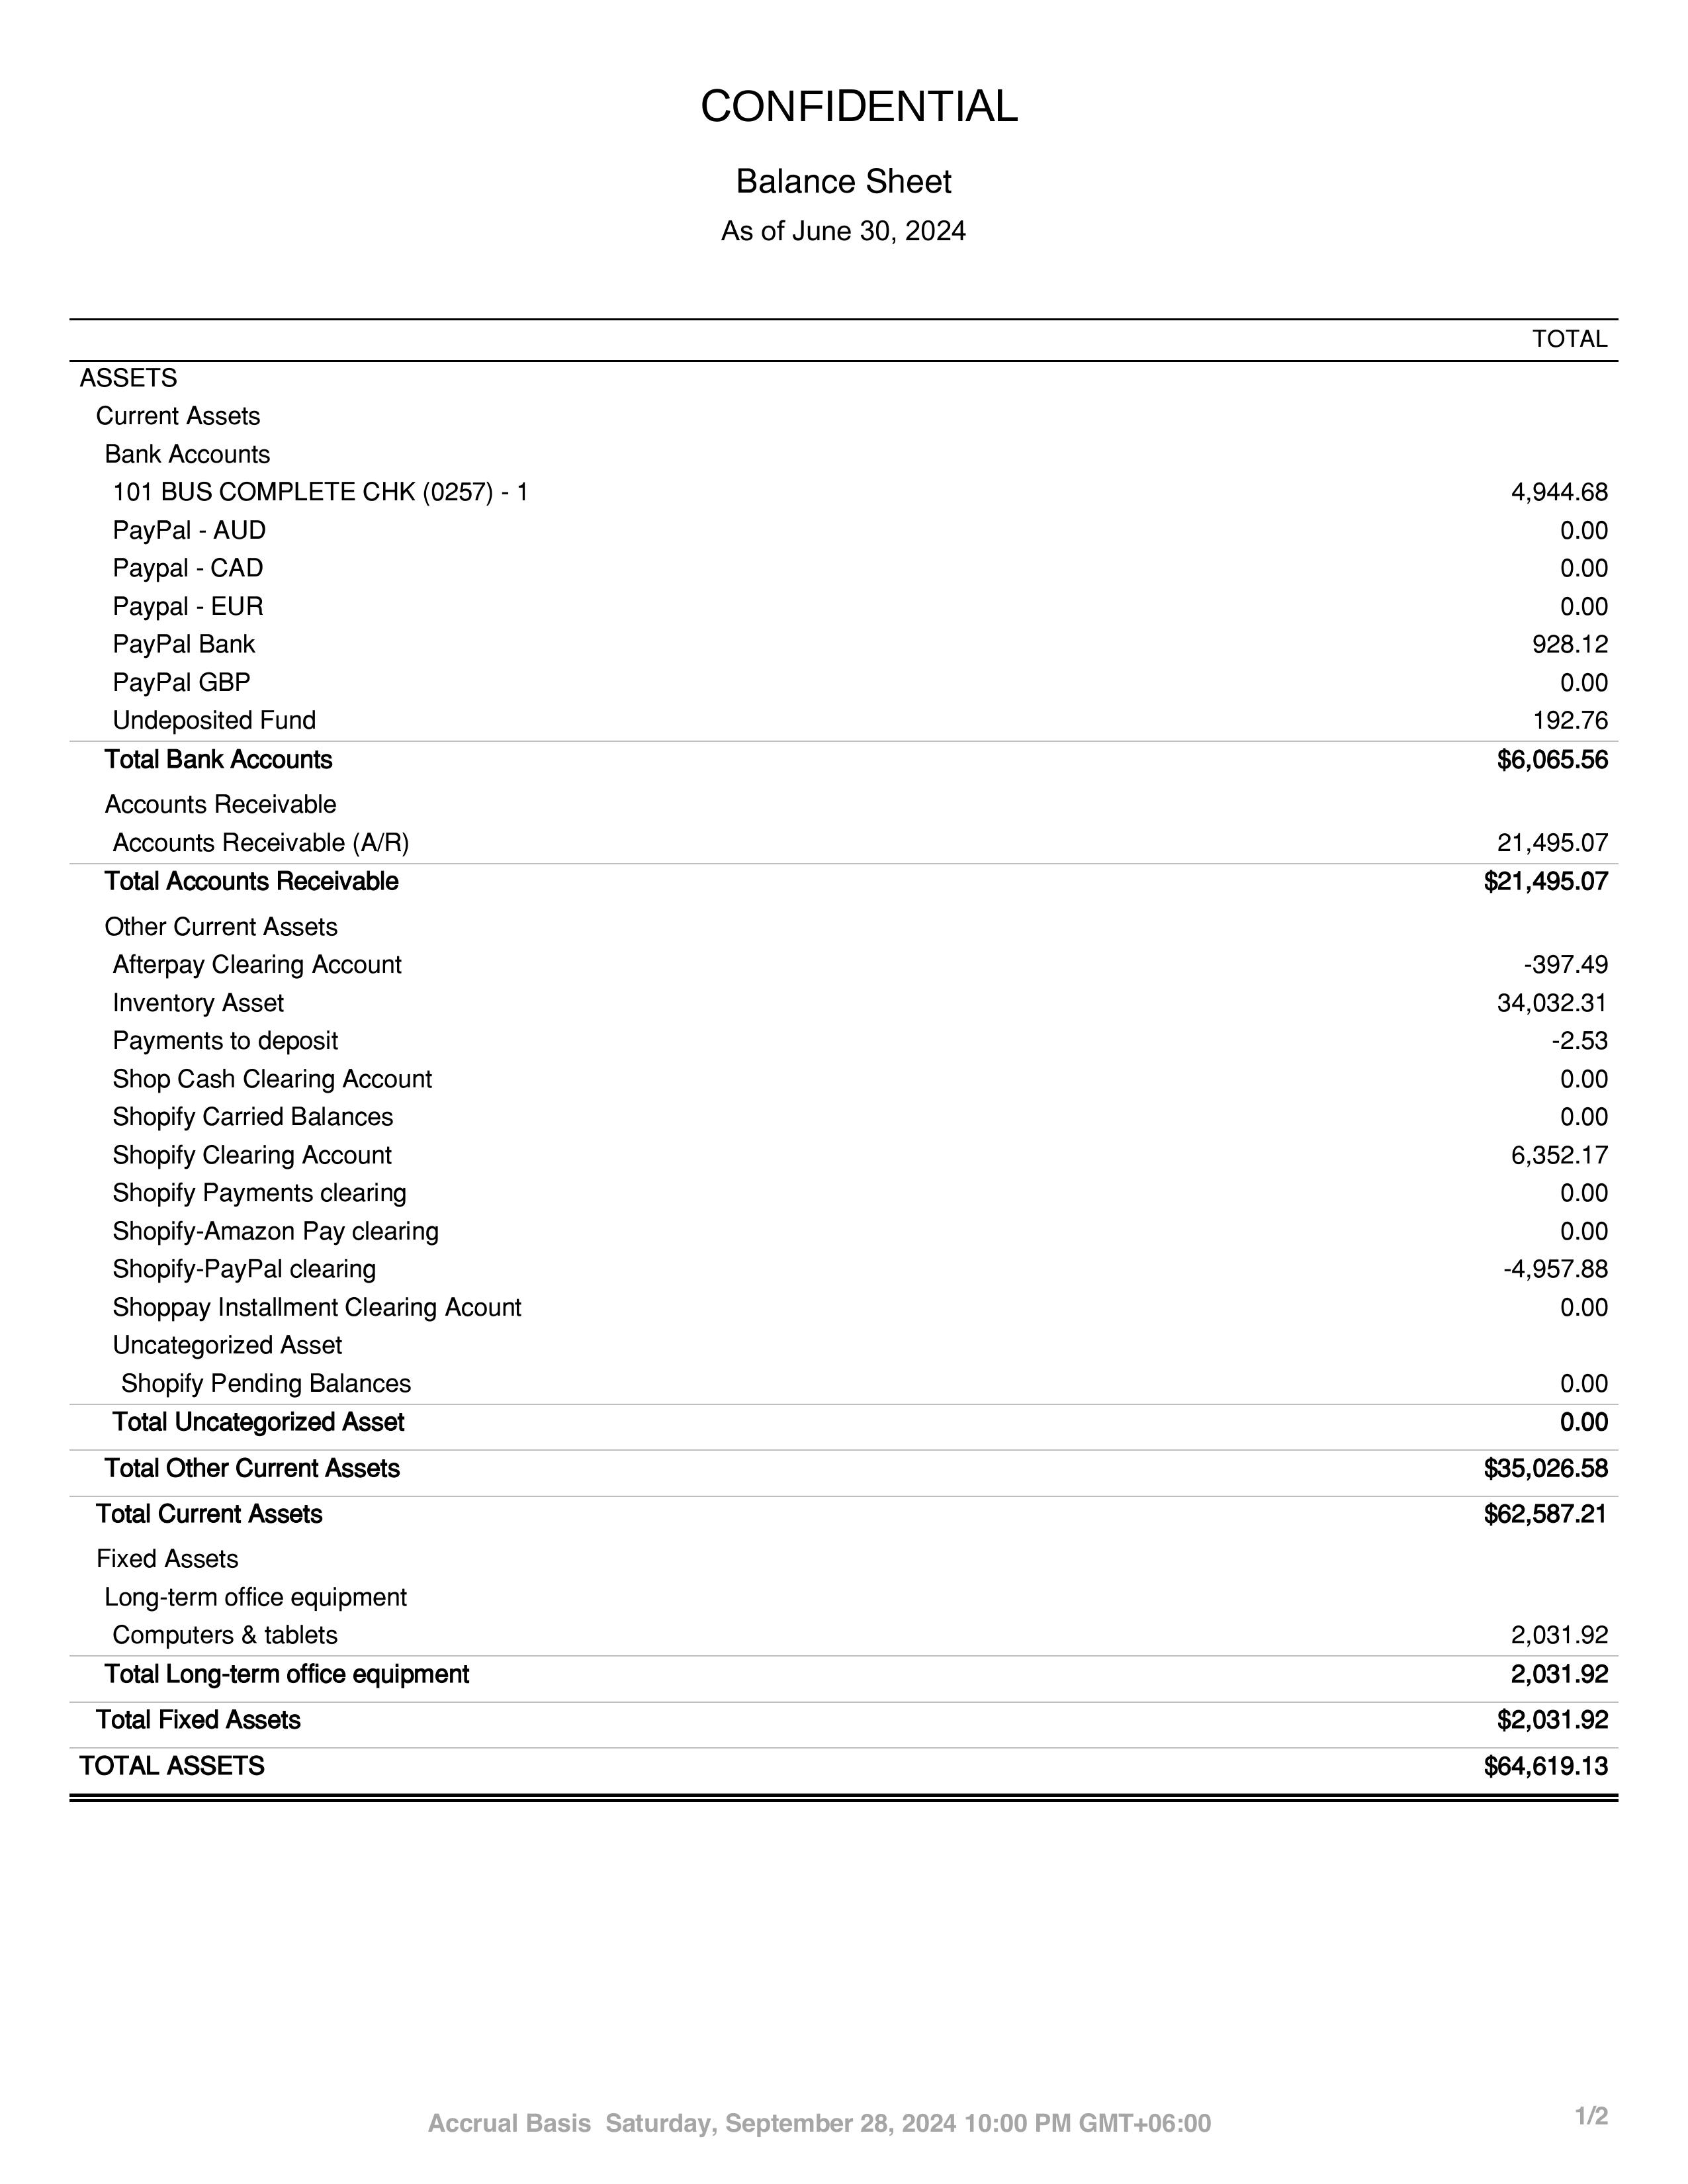 CONFIDENTIAL
Balance Sheet
As of June 30, 2024
TOTAL
ASSETS
Current Assets
Bank Accounts
101 BUS COMPLETE CHK (0257) - 1 4,944.68
PayPal - AUD 0.00
Paypal - CAD 0.00
Paypal - EUR 0.00
PayPal Bank 928.12
PayPal GBP 0.00
Undeposited Fund 192.76
Total Bank Accounts $6,065.56
Accounts Receivable
Accounts Receivable (A/R) 21,495.07
Total Accounts Receivable $21,495.07
Other Current Assets
Afterpay Clearing Account -397.49
Inventory Asset 34,032.31
Payments to deposit -2.53
Shop Cash Clearing Account 0.00
Shopify Carried Balances 0.00
Shopify Clearing Account 6,352.17
Shopify Payments clearing 0.00
Shopify-Amazon Pay clearing 0.00
Shopify-PayPal clearing -4,957.88
Shoppay Installment Clearing Acount 0.00
Uncategorized Asset
Shopify Pending Balances 0.00
Total Uncategorized Asset 0.00
Total Other Current Assets $35,026.58
Total Current Assets $62,587.21
Fixed Assets
Long-term office equipment
Computers & tablets 2,031.92
Total Long-term office equipment 2,031.92
Total Fixed Assets $2,031.92
TOTAL ASSETS $64,619.13
Accrual Basis Saturday, September 28, 2024 10:00 PM GMT+06:00 1/2